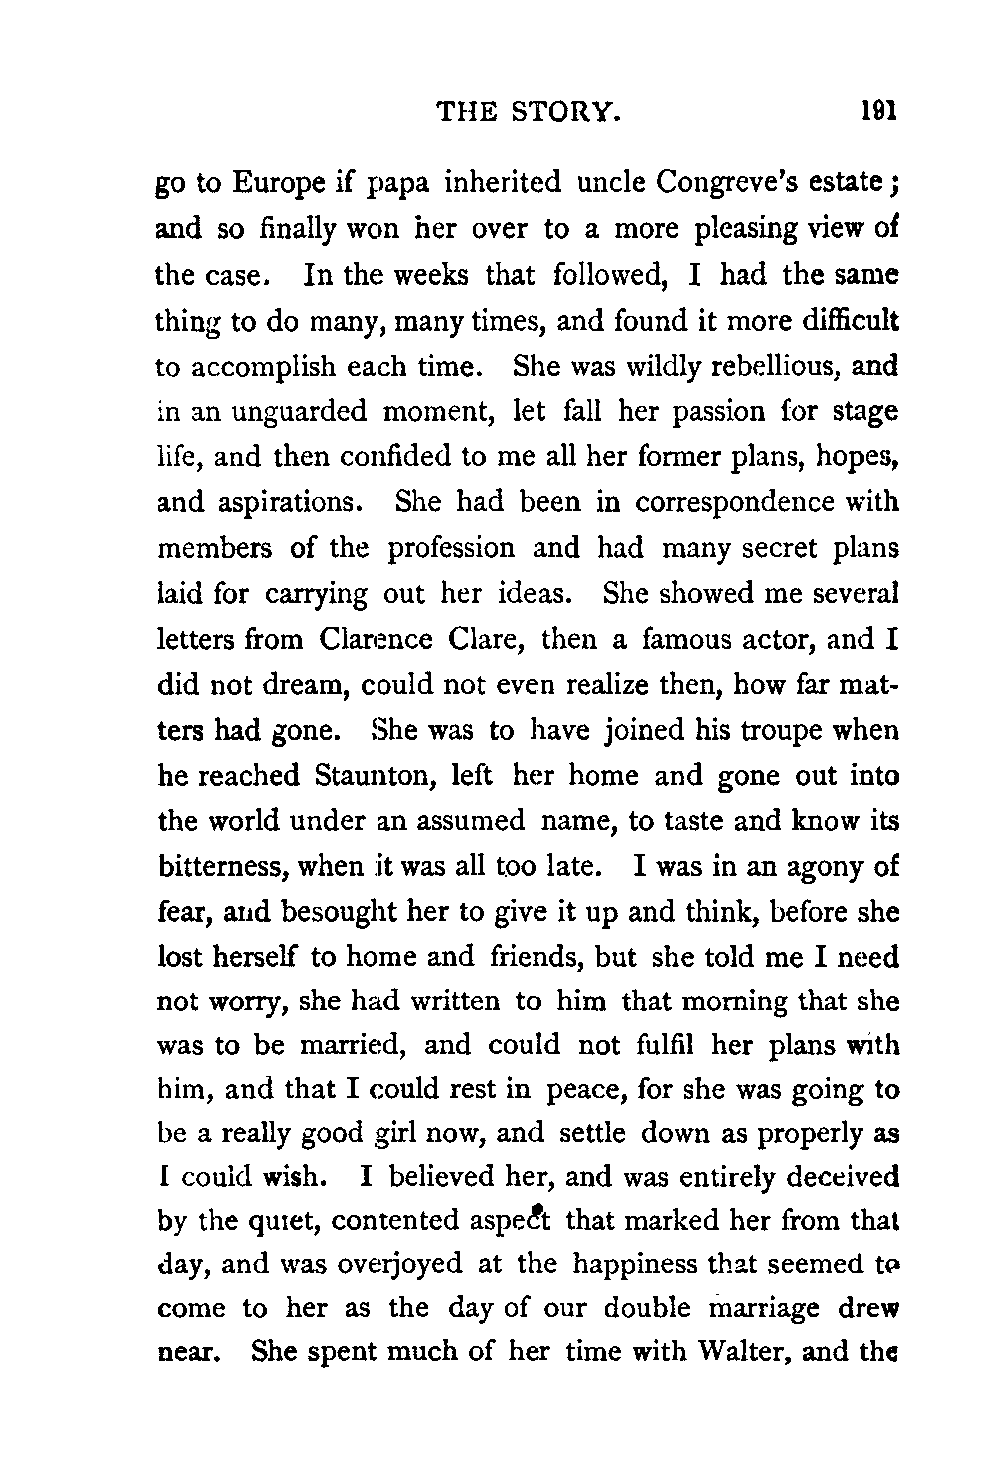 THE STORY. 191
go to Europe if papa inherited uncle Congreve's estate;
and so finally won her over to a more pleasing view of
the case. In the weeks that followed, I had the same
thing to do many, many times, and found it more difficult
to accomplish each time. She was wildly rebellious, and
in an unguarded moment, let fall her passion for stage
life, and then confided to me all her former plans, hopes,
and aspirations. She had been in correspondence with
members of the profession and had many secret plans
laid for carrying out her ideas. She showed me several
letters from Clarence Clare, then a famous actor, and I
did not dream, could not even realize then, how far mat-
ters had gone. She was to have joined his troupe when
he reached Staunton, left her home and gone out into
the world under an assumed name, to taste and know its
bitterness, when it was all too late. I was in an agony of
fear, and besought her to give it up and think, before she
lost herself to home and friends, but she told me I need
not worry, she had written to him that morning that she
was to be married, and could not fulfil her plans with
him, and that I could rest in peace, for she was going to
be a really good girl now, and settle down as properly as
I could wish. I believed her, and was entirely deceived
by the quiet, contented aspect that marked her from that
day, and was overjoyed at the happiness that seemed to
come to her as the day of our double marriage drew
near. She spent much of her time with Walter, and the